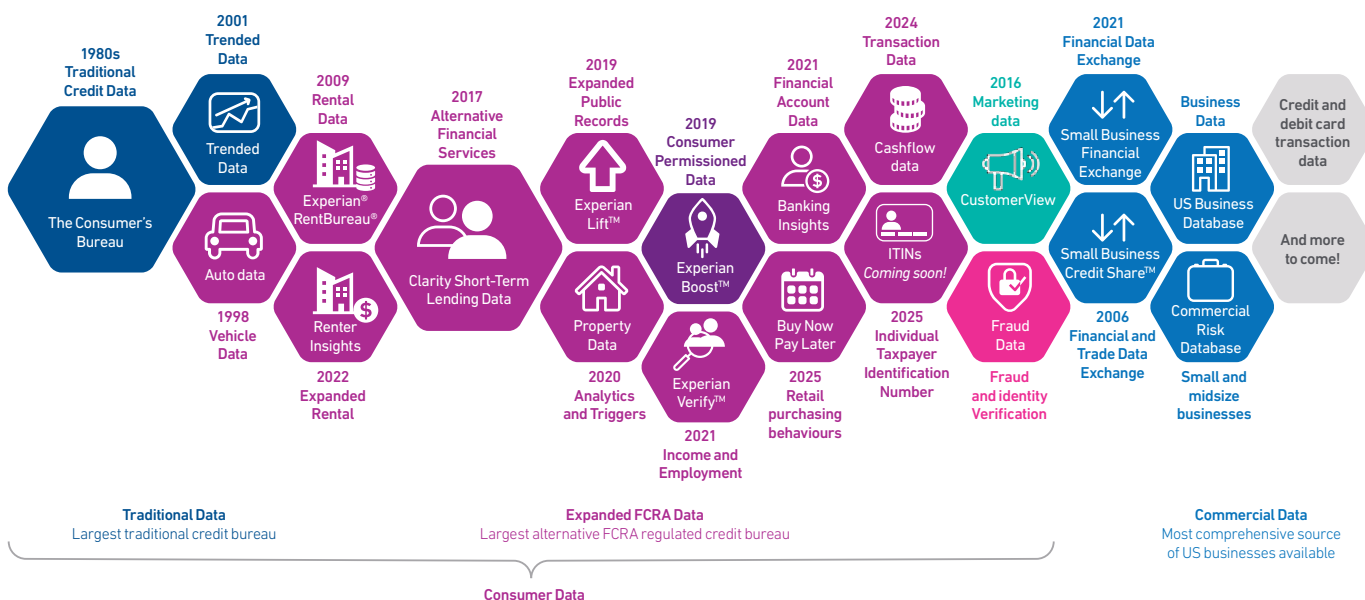 1980s
Traditional
Credit Data
The Consumer's
Bureau
2001
Trended
Data
Trended
Data
Auto data
1998
Vehicle
Data
2009
Rental
Data
Experian®
RentBureau®
Renter
Insights
2022
Expanded
Rental
2017
Alternative
Financial
Services
Clarity Short-Term
Lending Data
2019
Expanded
Public
Records
Experian
Lift™
Property
Data
2020
Analytics
and Triggers
2019
Consumer
Permissioned
Data
Experian
Boost™
Experian
Verify™
2021
Income and
Employment
2021
Financial
Account
Data
Banking
Insights
Buy Now
Pay Later
2025
Retail
purchasing
behaviours
2024
Transaction
Data
Cashflow
data
ITINs
Coming soon!
2025
Individual
Taxpayer
Identification
Number
2016
Marketing
data
CustomerView
Fraud
Data
Fraud
and identity
Verification
2021
Financial Data
Exchange
Small Business
Financial
Exchange
Small Business
Credit Share™
2006
Financial and
Trade Data
Exchange
Business
Data
US Business
Database
Commercial
Risk
Database
Small and
midsize
businesses
Credit and
debit card
transaction
data
And more
to come!
Traditional Data
Largest traditional credit bureau
Expanded FCRA Data
Largest alternative FCRA regulated credit bureau
Commercial Data
Most comprehensive source
of US businesses available
Consumer Data